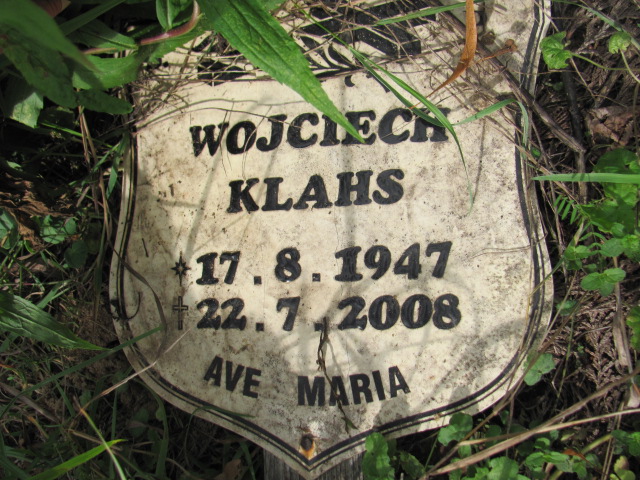 WOJCIECH
KLAHS
17.8.1947
22.7.2008
AVE MARIA